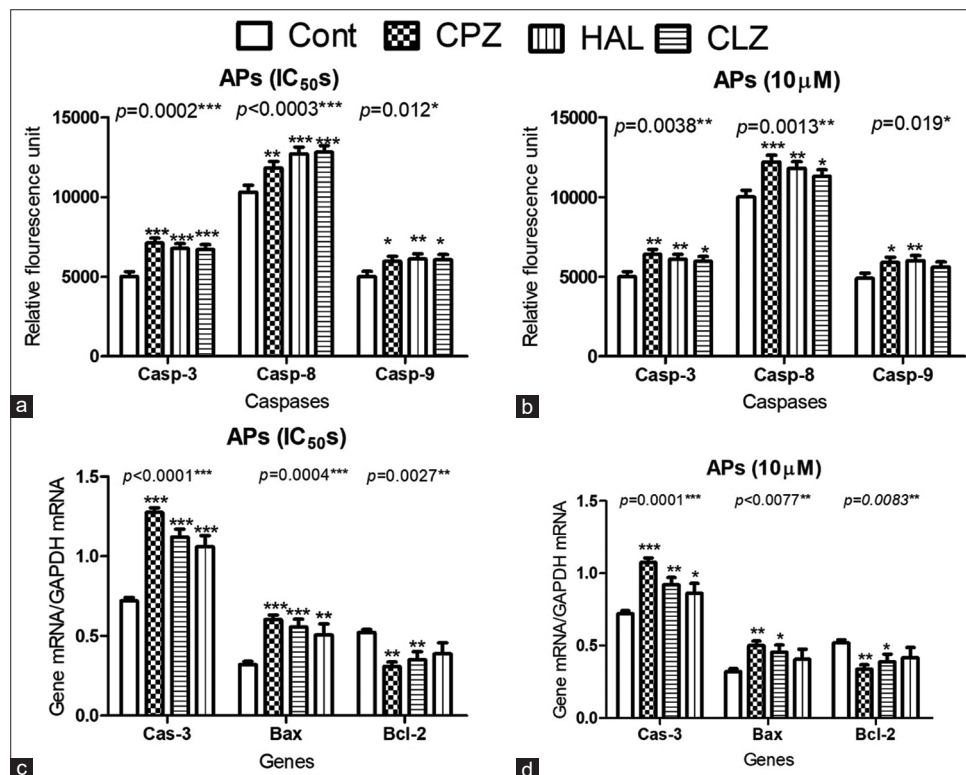 Cont CPZ HAL CLZ
APs (IC50s)
p=0.0002*** p<0.0003*** p=0.012*
Relative flourescence unit
15000
10000
5000
0
*** *** ***
** *** ***
* ** *
Casp-3 Casp-8 Casp-9
Caspases
a
APs (10μM)
p=0.0038** p=0.0013** p=0.019*
Relative flourescence unit
15000
10000
5000
0
** ** *
*** ** *
* **
Casp-3 Casp-8 Casp-9
Caspases
b
APs (IC50s)
p<0.0001*** p=0.0004*** p=0.0027**
Gene mRNA/GAPDH mRNA
1.5
1.0
0.5
0.0
*** *** ***
*** *** **
** **
Cas-3 Bax Bcl-2
Genes
c
APs (10μM)
p=0.0001*** p<0.0077** p=0.0083**
Gene mRNA/GAPDH mRNA
1.5
1.0
0.5
0.0
*** ** *
** *
** *
Cas-3 Bax Bcl-2
Genes
d